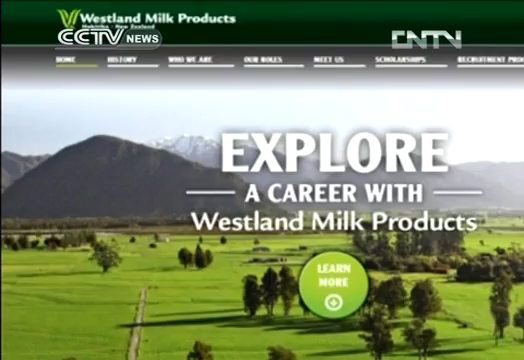 Westland Milk Products
Hokitika - New Zealand
CCTV NEWS
CNTV
HOME HISTORY WHO WE ARE OUR ROLES MEET US SCHOLARSHIPS RECRUITMENT
EXPLORE
A CAREER WITH
Westland Milk Products
LEARN
MORE